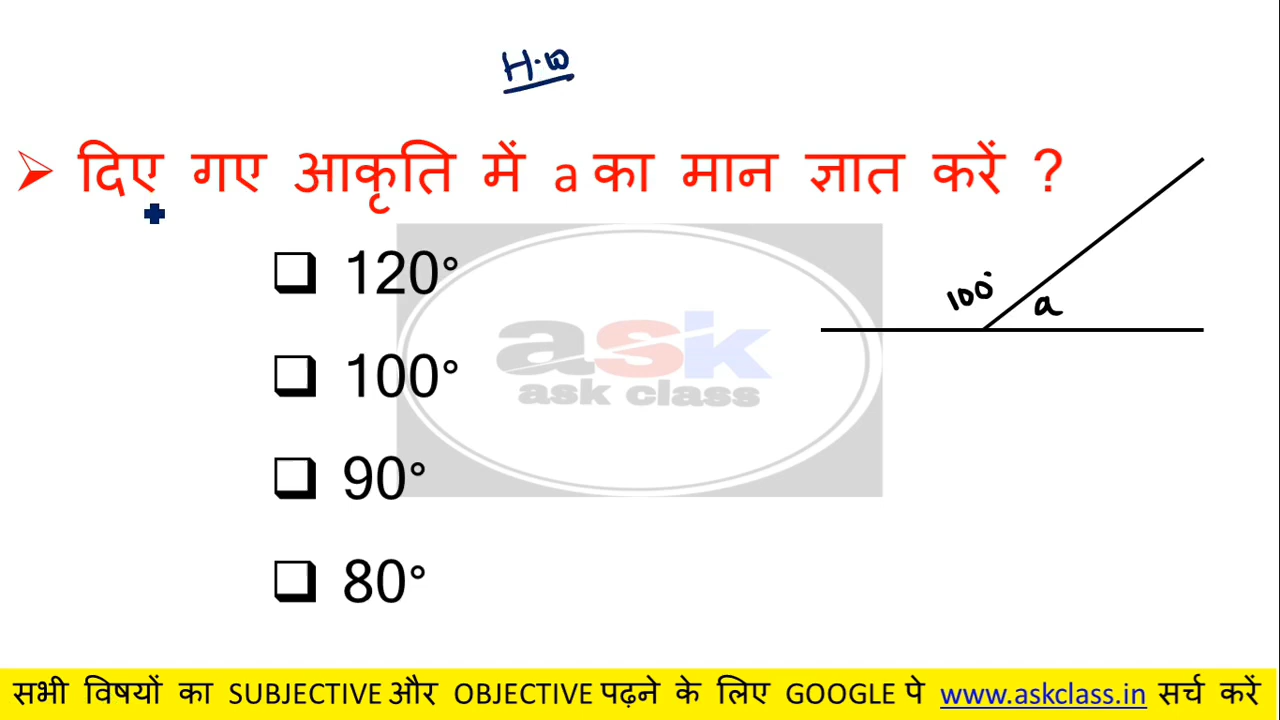 H.W
➢ दिए गए आकृति में a का मान ज्ञात करें ?
❑ 120°
❑ 100°
❑ 90°
❑ 80°
100° a
ask
ask class
सभी विषयों का SUBJECTIVE और OBJECTIVE पढ़ने के लिए GOOGLE पे www.askclass.in सर्च करें